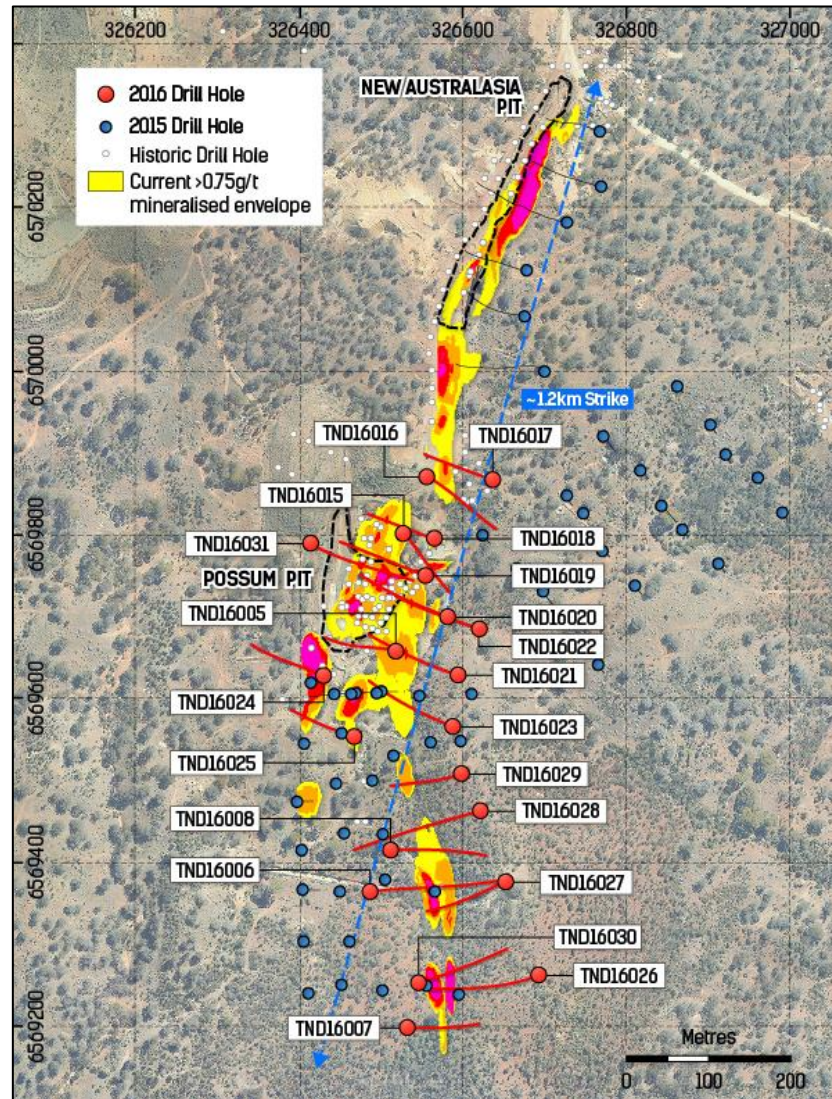 326200
326400
326600
326800
327000
NEW AUSTRALASIA
PIT
2016 Drill Hole
2015 Drill Hole
Historic Drill Hole
Current >0.75g/t
mineralised envelope
6570200
6570000
~1.2km Strike
TND16016
TND16017
TND16015
6569800
TND16018
TND16031
TND16019
POSSUM PIT
TND16005
TND16020
TND16022
TND16021
6569600
TND16024
TND16023
TND16025
TND16029
TND16028
TND16008
6569400
TND16006
TND16027
TND16030
TND16026
6569200
TND16007
Metres
0
100
200